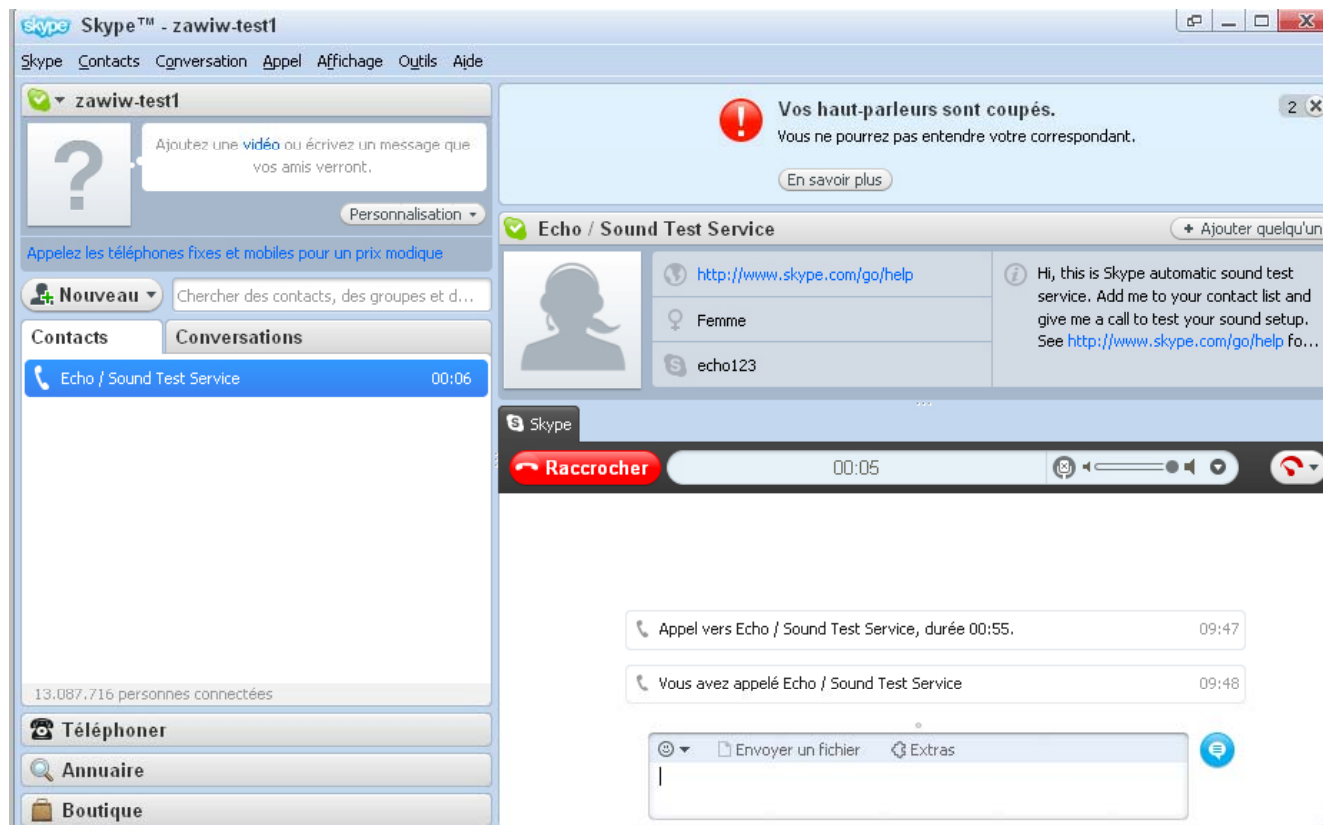 skype Skype™ - zawiw-test1
Skype Contacts Conversation Appel Affichage Outils Aide
zawiw-test1
Ajoutez une vidéo ou écrivez un message que
vos amis verront.
Personnalisation
Appelez les téléphones fixes et mobiles pour un prix modique
Nouveau
Chercher des contacts, des groupes et d...
Contacts
Conversations
Echo / Sound Test Service 00:06
13.087.716 personnes connectées
Téléphoner
Annuaire
Boutique
Vos haut-parleurs sont coupés.
2
Vous ne pourrez pas entendre votre correspondant.
En savoir plus
Echo / Sound Test Service
Ajouter quelqu'un
http://www.skype.com/go/help
Femme
echo123
Hi, this is Skype automatic sound test
service. Add me to your contact list and
give me a call to test your sound setup.
See http://www.skype.com/go/help fo...
Skype
Raccrocher
00:05
Appel vers Echo / Sound Test Service, durée 00:55. 09:47
Vous avez appelé Echo / Sound Test Service 09:48
Envoyer un fichier
Extras